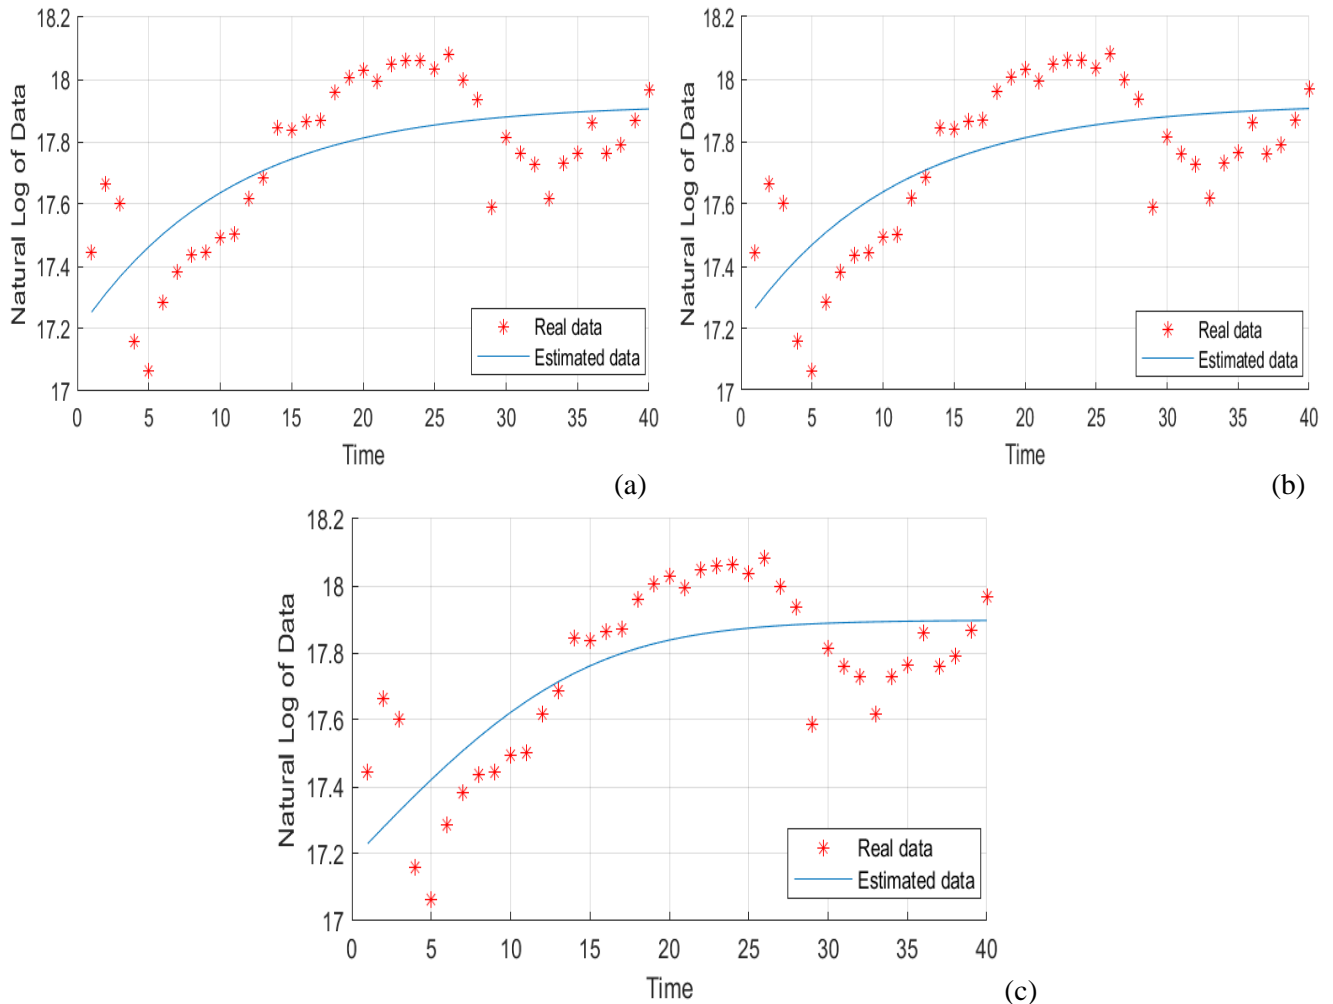 18.2
18
17.8
17.6
17.4
17.2
17
Natural Log of Data
0 5 10 15 20 25 30 35 40
Time
Real data
Estimated data
(a)
18.2
18
17.8
17.6
17.4
17.2
17
Natural Log of Data
0 5 10 15 20 25 30 35 40
Time
Real data
Estimated data
(b)
18.2
18
17.8
17.6
17.4
17.2
17
Natural Log of Data
0 5 10 15 20 25 30 35 40
Time
Real data
Estimated data
(c)